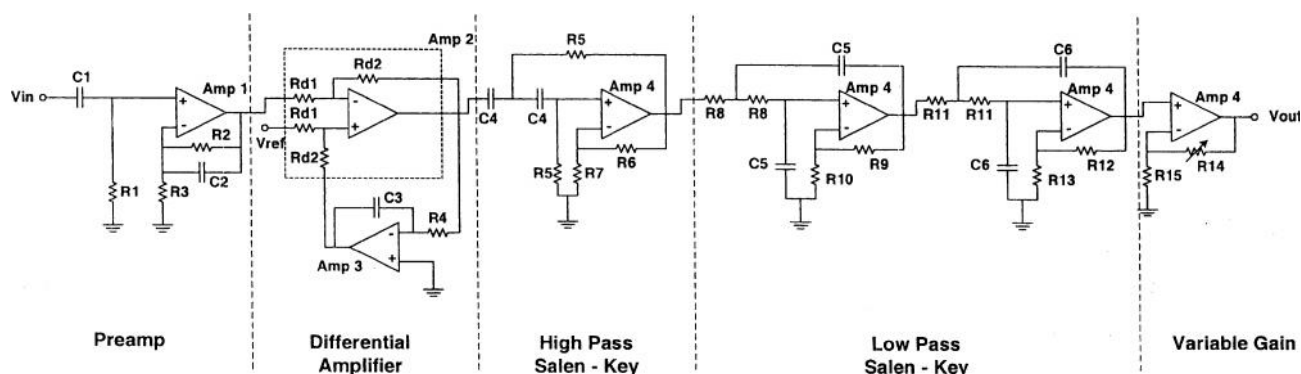 Vin
C1
R1
Amp 1
+
-
R2
C2
R3
Amp 2
Rd1
Rd2
Rd1
-
+
Vref
Rd2
C3
R4
-
+
Amp 3
C4
C4
R5
Amp 4
+
-
R6
R5
R7
R8
R8
C5
Amp 4
+
-
R9
C5
R10
R11
R11
C6
Amp 4
+
-
R12
C6
R13
Amp 4
+
-
R14
R15
Vout
Preamp
Differential
Amplifier
High Pass
Salen - Key
Low Pass
Salen - Key
Variable Gain